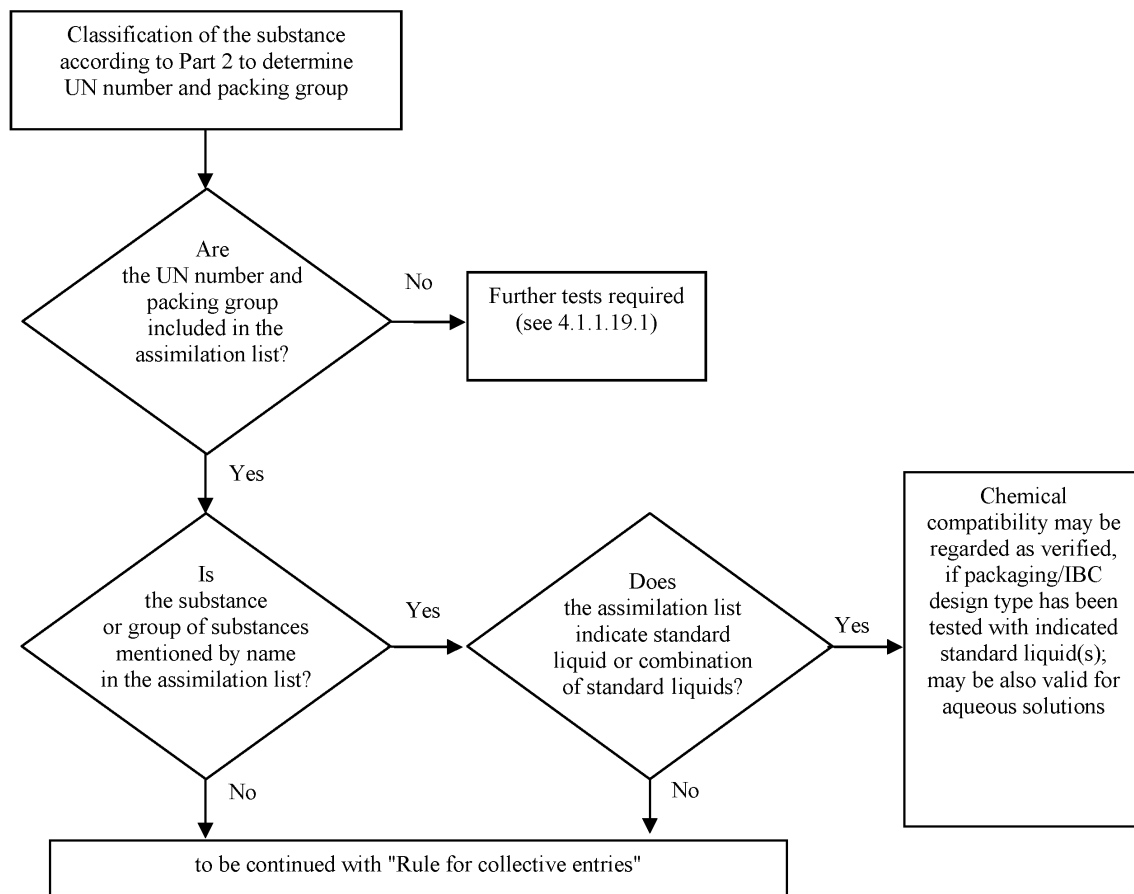 Classification of the substance
according to Part 2 to determine
UN number and packing group
Are
the UN number and
packing group
included in the
assimilation list?
No
Further tests required
(see 4.1.1.19.1)
Yes
Is
the substance
or group of substances
mentioned by name
in the assimilation list?
Yes
Does
the assimilation list
indicate standard
liquid or combination
of standard liquids?
Yes
Chemical
compatibility may be
regarded as verified,
if packaging/IBC
design type has been
tested with indicated
standard liquid(s);
may be also valid for
aqueous solutions
No
No
to be continued with "Rule for collective entries"